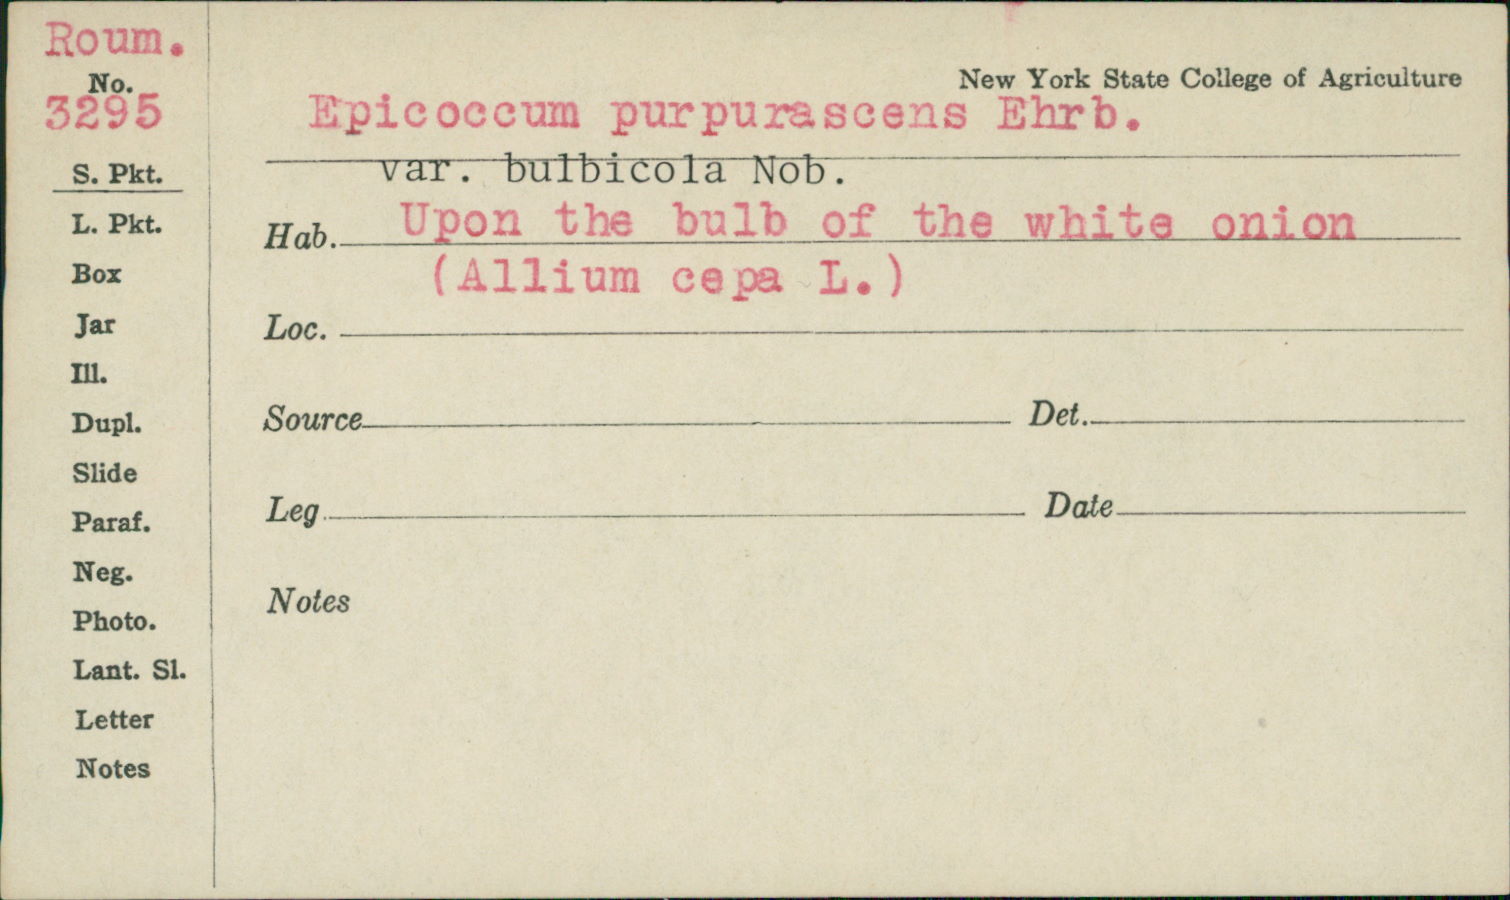 Roum.
No.
3295
S. Pkt.
L. Pkt.
Box
Jar
Ill.
Dupl.
Slide
Paraf.
Neg.
Photo.
Lant. Sl.
Letter
Notes
New York State College of Agriculture
Epicoccum purpurascens Ehrb.
var. bulbicola Nob.
Hab. Upon the bulb of the white onion
(Allium cepa L.)
Loc.
Source Det.
Leg Date
Notes